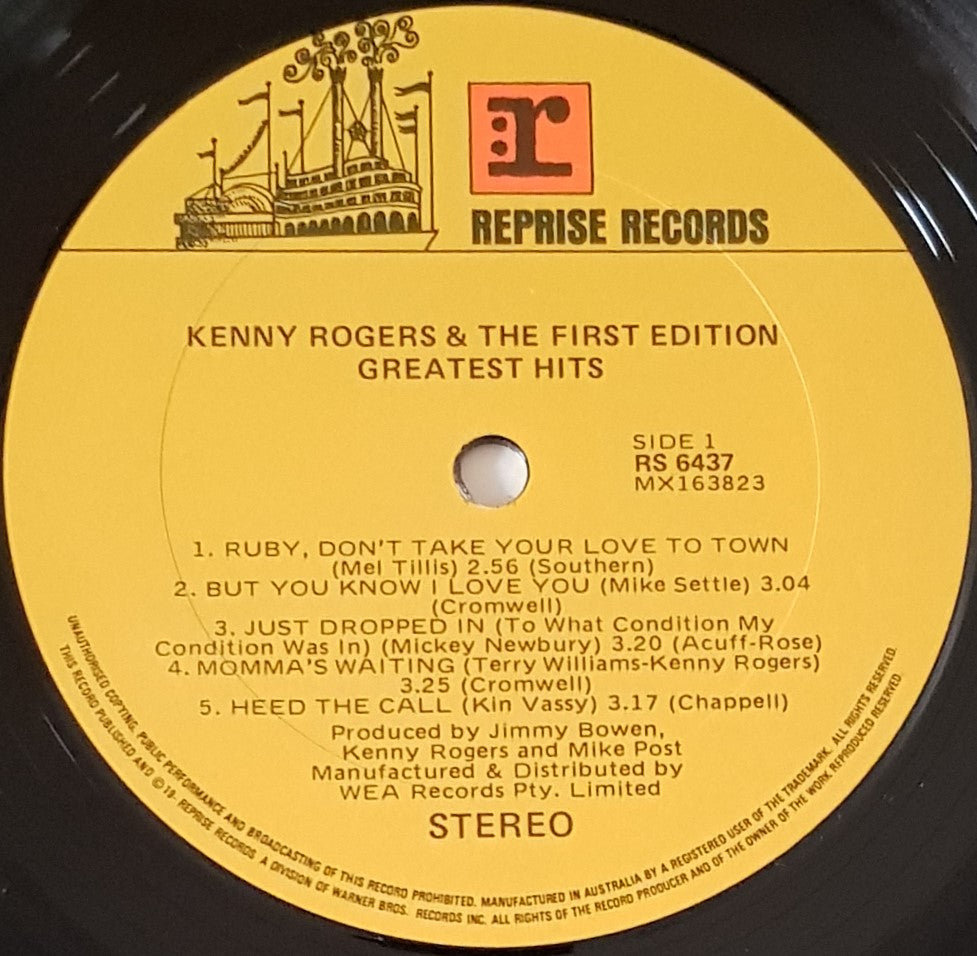 r
REPRISE RECORDS
KENNY ROGERS & THE FIRST EDITION
GREATEST HITS
SIDE 1
RS 6437
MX163823
1. RUBY, DON'T TAKE YOUR LOVE TO TOWN
(Mel Tillis) 2.56 (Southern)
2. BUT YOU KNOW I LOVE YOU (Mike Settle) 3.04
(Cromwell)
3. JUST DROPPED IN (To What Condition My
Condition Was In) (Mickey Newbury) 3.20 (Acuff-Rose)
4. MOMMA'S WAITING (Terry Williams-Kenny Rogers)
3.25 (Cromwell)
5. HEED THE CALL (Kin Vassy) 3.17 (Chappell)
Produced by Jimmy Bowen,
Kenny Rogers and Mike Post
Manufactured & Distributed by
WEA Records Pty. Limited
STEREO
UNAUTHORISED COPYING, PUBLIC PERFORMANCE AND BROADCASTING OF THIS RECORD PROHIBITED. MANUFACTURED IN AUSTRALIA BY A REGISTERED USER OF THE TRADEMARK. ALL RIGHTS RESERVED.
THIS RECORD PUBLISHED AND © 19 - REPRISE RECORDS A DIVISION OF WARNER BROS. RECORDS INC. ALL RIGHTS OF THE RECORD PRODUCER AND OF THE OWNER OF THE WORK REPRODUCED RESERVED.